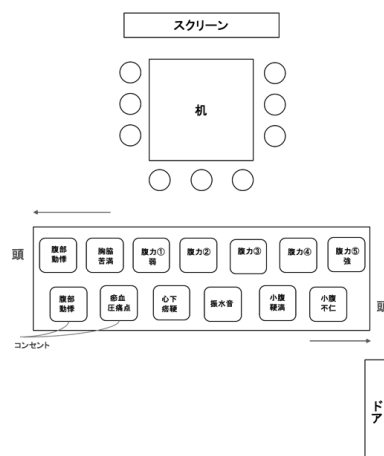 スクリーン
机
頭
腹部
動悸
胸脇
苦満
腹力①
弱
腹力②
腹力③
腹力④
腹力⑤
強
腹部
動悸
瘀血
圧痛点
心下
痞鞕
振水音
小腹
鞕満
小腹
不仁
頭
コンセント
ドア